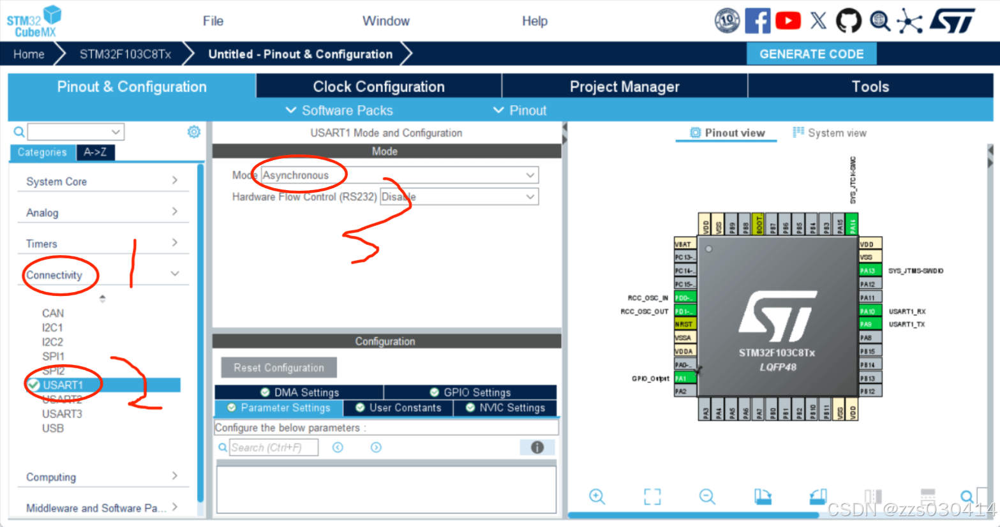 STM32
CubeMX
File
Window
Help
10
Home
STM32F103C8Tx
Untitled - Pinout & Configuration
GENERATE CODE
Pinout & Configuration
Clock Configuration
Project Manager
Tools
Software Packs
Pinout
Categories
A->Z
System Core
Analog
Timers
Connectivity
CAN
I2C1
I2C2
SPI1
SPI2
USART1
USART2
USART3
USB
Computing
Middleware and Software Pa...
1
2
USART1 Mode and Configuration
Mode
Mode Asynchronous
Hardware Flow Control (RS232) Disable
3
Configuration
Reset Configuration
DMA Settings
GPIO Settings
Parameter Settings
User Constants
NVIC Settings
Configure the below parameters :
Search (Ctrl+F)
Pinout view
System view
SYS_JTCK-SWC
VDD
VSS
PB9
PB8
BOOT..
PB7
PB6
PB5
PB4
PB3
PA15
PA14
VBAT
PC13-..
PC14-..
PC15-..
RCC_OSC_IN PD0-..
RCC_OSC_OUT PD1-..
NRST
VSSA
VDDA
PA0-..
GPIO_Output PA1
PA2
VDD
VSS
PA13 SYS_JTMS-SWDIO
PA12
PA11
PA10 USART1_RX
PA9 USART1_TX
PA8
PB15
PB14
PB13
PB12
ST
STM32F103C8Tx
LQFP48
PA3
PA4
PA5
PA6
PA7
PB0
PB1
PB2
PB10
PB11
VSS
VDD
CSDN @zzs030414